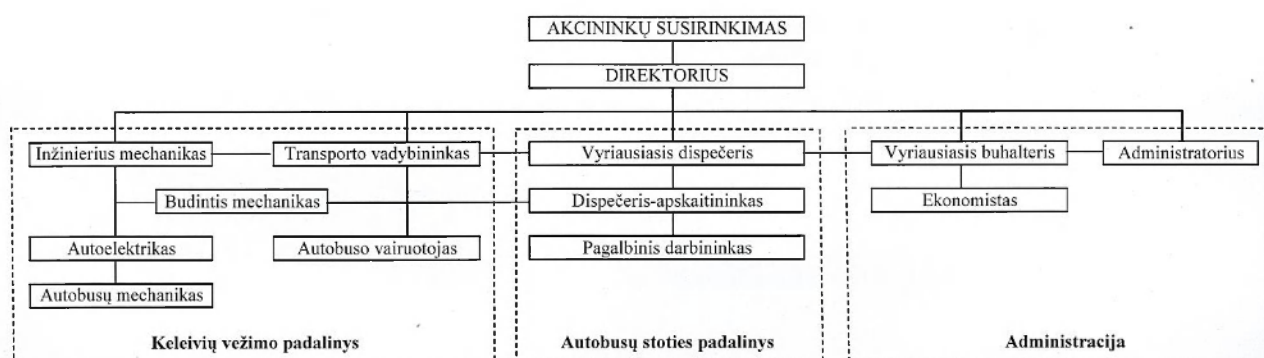 AKCININKŲ SUSIRINKIMAS
DIREKTORIUS
Inžinierius mechanikas
Transporto vadybininkas
Vyriausiasis dispečeris
Vyriausiasis buhalteris
Administratorius
Budintis mechanikas
Dispečeris-apskaitininkas
Ekonomistas
Autoelektrikas
Autobuso vairuotojas
Pagalbinis darbininkas
Autobusų mechanikas
Keleivių vežimo padalinys
Autobusų stoties padalinys
Administracija